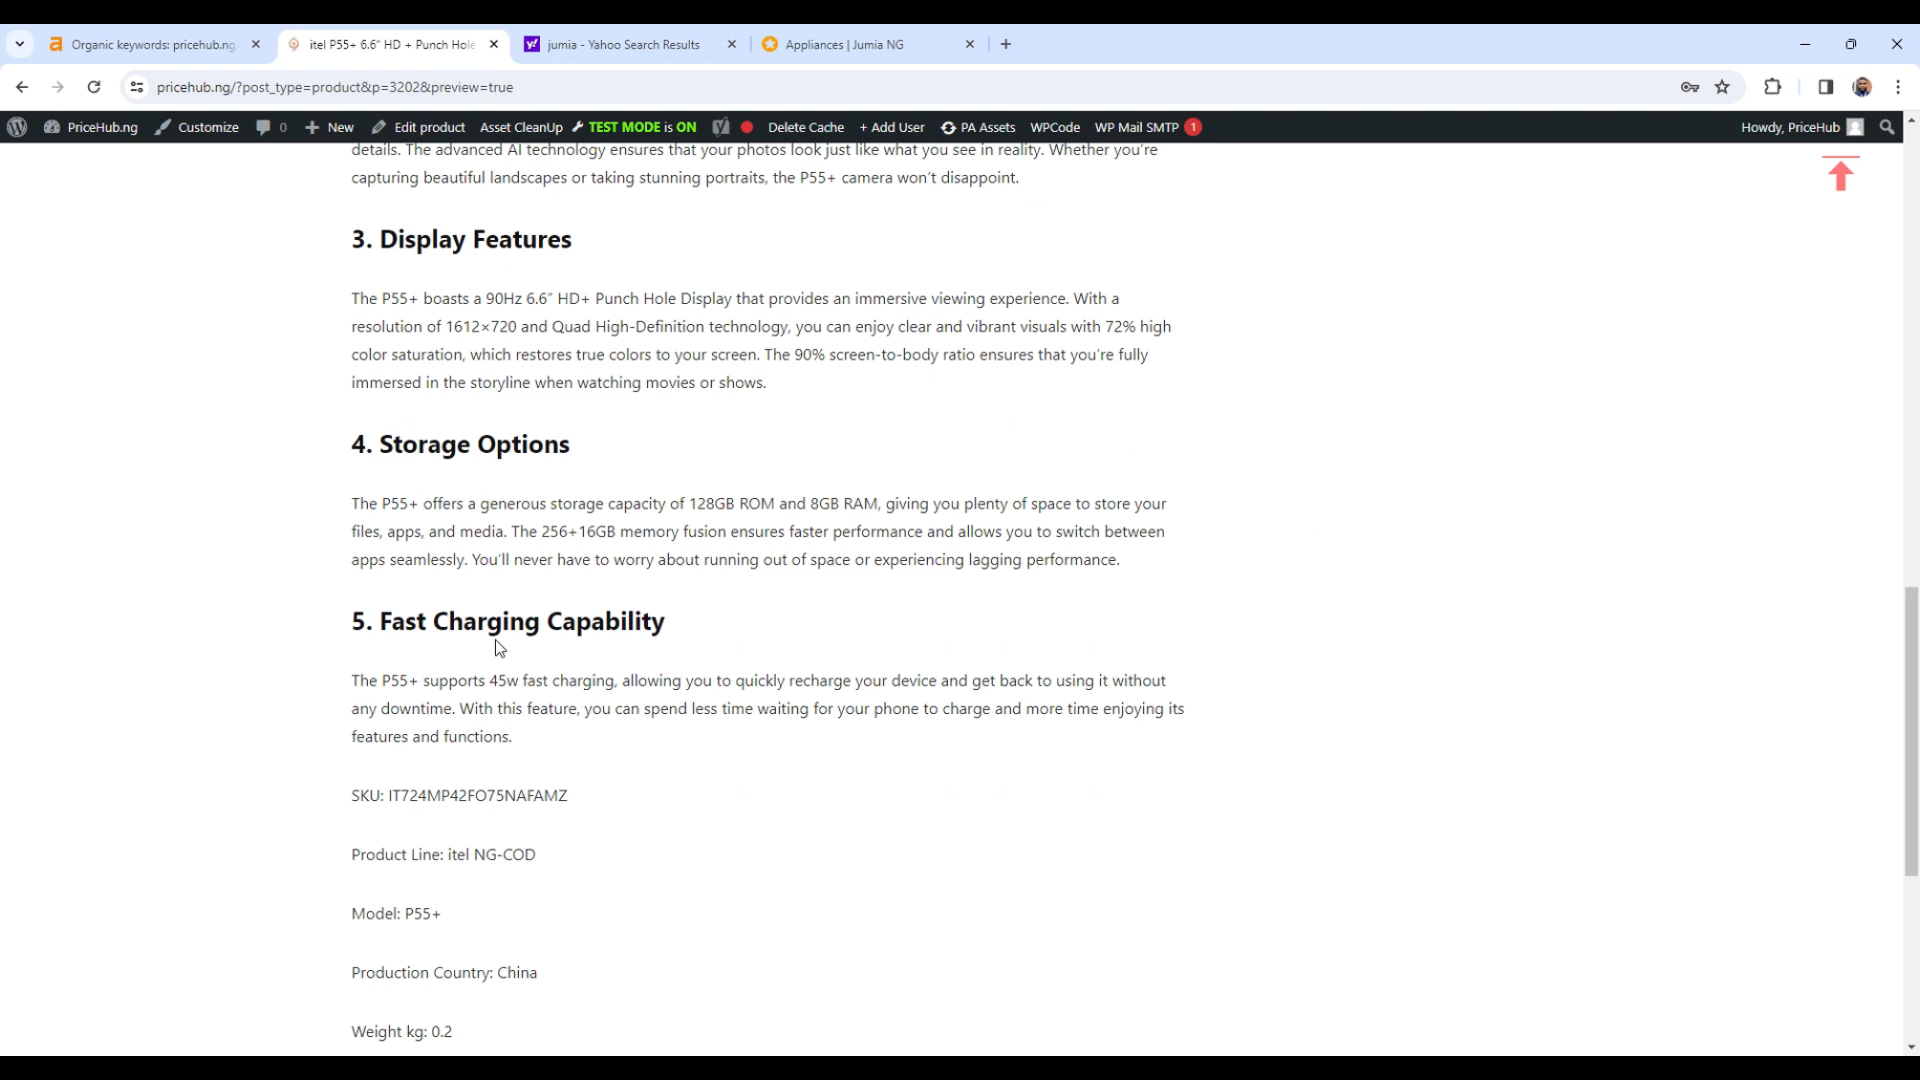 Organic keywords: pricehub.ng
itel P55+ 6.6" HD + Punch Hole
jumia - Yahoo Search Results
Appliances | Jumia NG
pricehub.ng/?post_type=product&p=3202&preview=true
PriceHub.ng Customize 0 New Edit product Asset CleanUp TEST MODE is ON Delete Cache + Add User PA Assets WPCode WP Mail SMTP 1 Howdy, PriceHub
details. The advanced AI technology ensures that your photos look just like what you see in reality. Whether you're
capturing beautiful landscapes or taking stunning portraits, the P55+ camera won't disappoint.
3. Display Features
The P55+ boasts a 90Hz 6.6″ HD+ Punch Hole Display that provides an immersive viewing experience. With a
resolution of 1612×720 and Quad High-Definition technology, you can enjoy clear and vibrant visuals with 72% high
color saturation, which restores true colors to your screen. The 90% screen-to-body ratio ensures that you're fully
immersed in the storyline when watching movies or shows.
4. Storage Options
The P55+ offers a generous storage capacity of 128GB ROM and 8GB RAM, giving you plenty of space to store your
files, apps, and media. The 256+16GB memory fusion ensures faster performance and allows you to switch between
apps seamlessly. You'll never have to worry about running out of space or experiencing lagging performance.
5. Fast Charging Capability
The P55+ supports 45w fast charging, allowing you to quickly recharge your device and get back to using it without
any downtime. With this feature, you can spend less time waiting for your phone to charge and more time enjoying its
features and functions.
SKU: IT724MP42FO75NAFAMZ
Product Line: itel NG-COD
Model: P55+
Production Country: China
Weight kg: 0.2